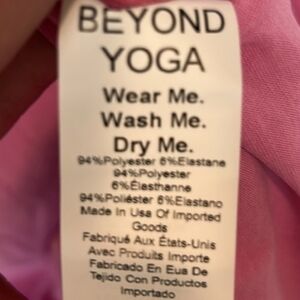 BEYOND
YOGA
Wear Me.
Wash Me.
Dry Me.
94%Polyester 6%Elastane
94%Polyester
6%Elasthanne
94%Poliéster 6%Elastano
Made In Usa Of Imported
Goods
Fabriqué Aux États-Unis
Avec Produits Importe
Fabricado En Eua De
Tejido Con Productos
Importado